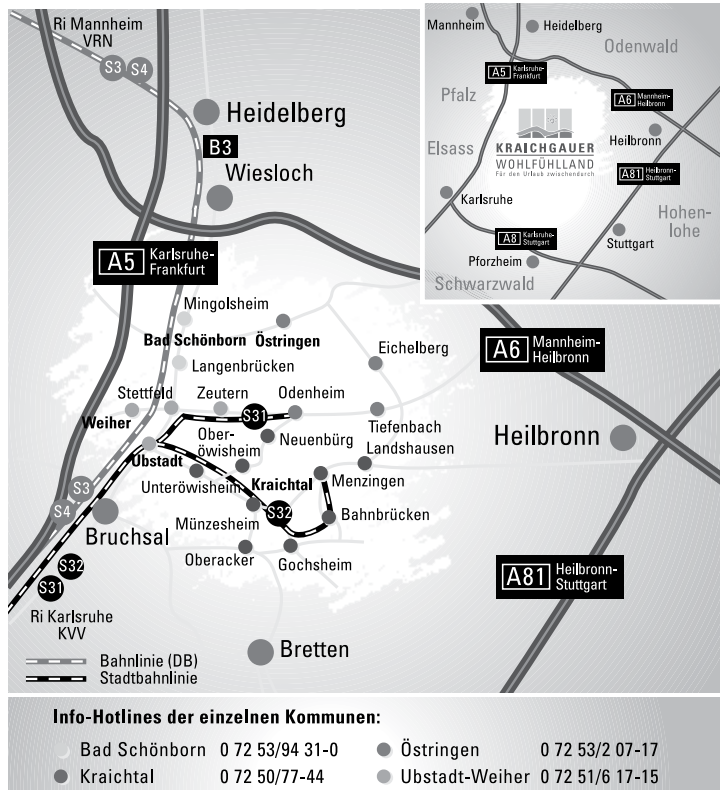 Ri Mannheim
VRN
S3
S4
Heidelberg
B3
Wiesloch
A5 Karlsruhe-
Frankfurt
Mingolsheim
Bad Schönborn
Östringen
Langenbrücken
Eichelberg
Stettfeld
Zeutern
Odenheim
Weiher
S31
Tiefenbach
Ober-
öwisheim
Neuenbürg
Landshausen
Ubstadt
Unteröwisheim
Kraichtal
Menzingen
S3
S4
Bruchsal
Münzesheim
S32
Bahnbrücken
Oberacker
Gochsheim
S32
S31
Ri Karlsruhe
KVV
Bretten
Bahnlinie (DB)
Stadtbahnlinie
A6 Mannheim-
Heilbronn
Heilbronn
A81 Heilbronn-
Stuttgart
Mannheim
Heidelberg
Odenwald
A5 Karlsruhe-
Frankfurt
Pfalz
A6 Mannheim-
Heilbronn
KRAICHGAUER
WOHLFÜHLLAND
Für den Urlaub zwischendurch
Heilbronn
Elsass
A81 Heilbronn-
Stuttgart
Karlsruhe
Hohen-
lohe
A8 Karlsruhe-
Stuttgart
Stuttgart
Pforzheim
Schwarzwald
Info-Hotlines der einzelnen Kommunen:
Bad Schönborn 0 72 53/94 31-0 Östringen 0 72 53/2 07-17
Kraichtal 0 72 50/77-44 Ubstadt-Weiher 0 72 51/6 17-15